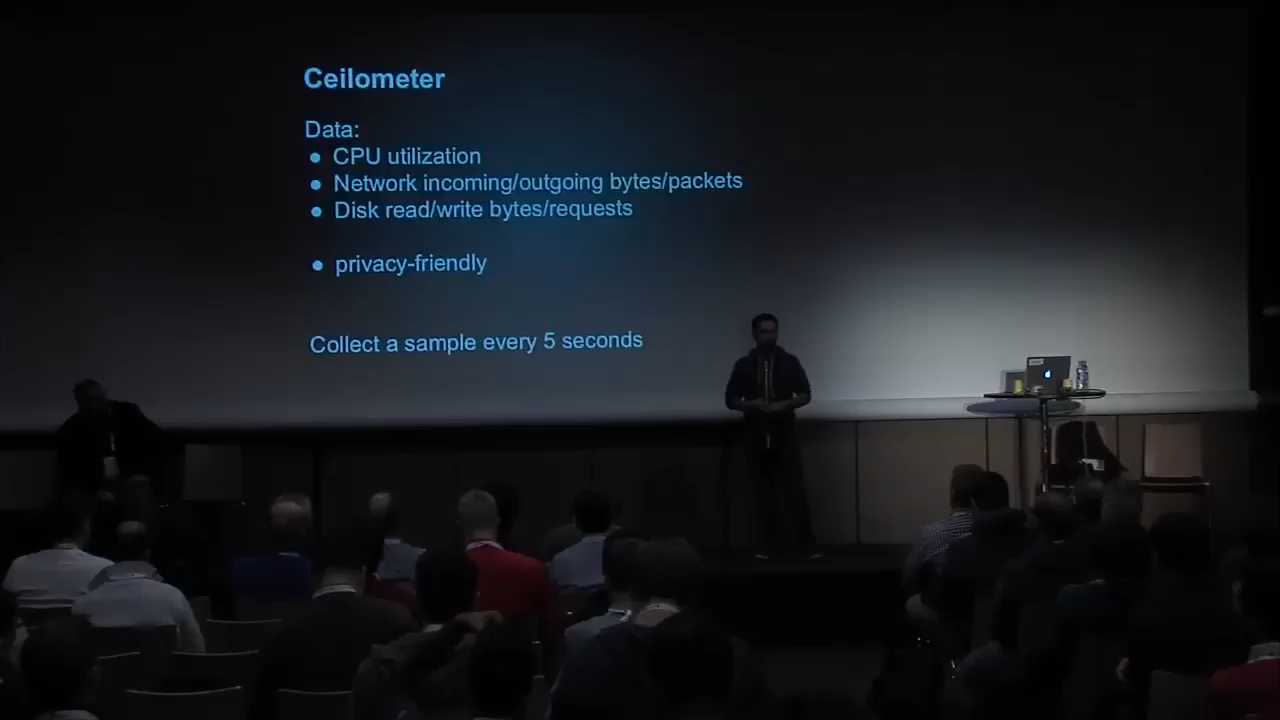 Ceilometer
Data:
● CPU utilization
● Network incoming/outgoing bytes/packets
● Disk read/write bytes/requests
● privacy-friendly
Collect a sample every 5 seconds